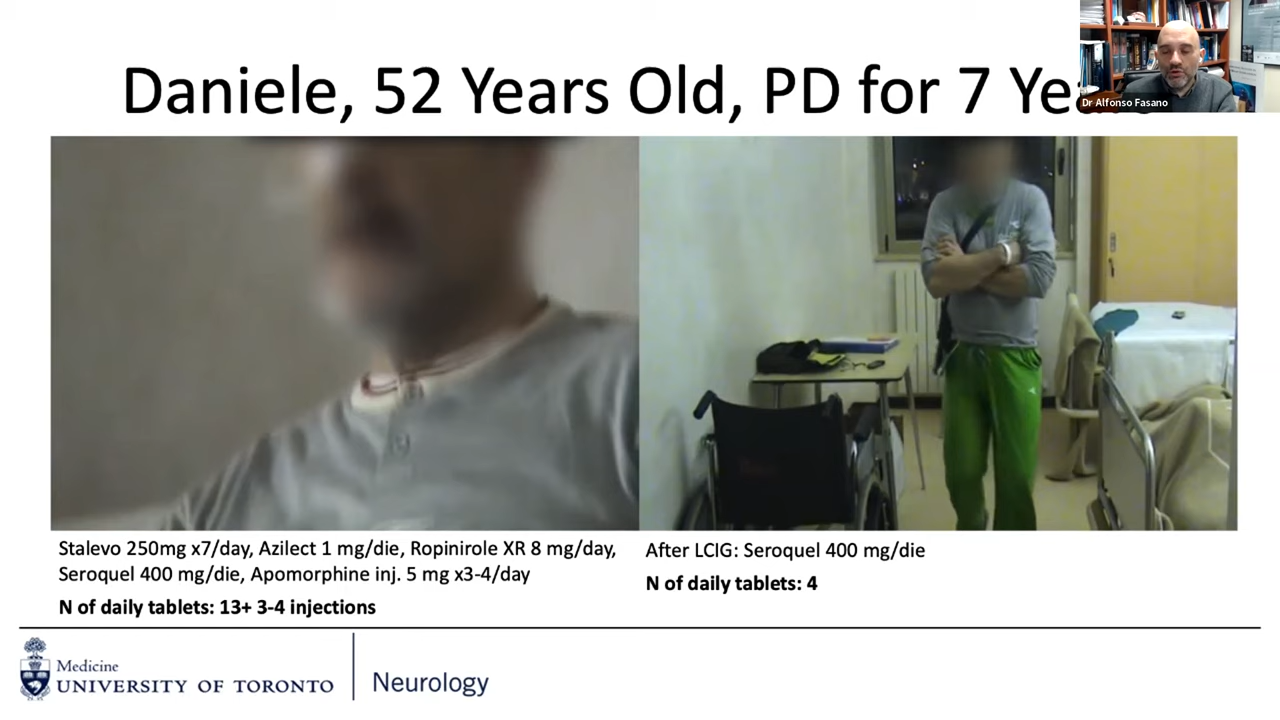 Daniele, 52 Years Old, PD for 7 Yea
Dr Alfonso Fasano
Stalevo 250mg x7/day, Azilect 1 mg/die, Ropinirole XR 8 mg/day,
Seroquel 400 mg/die, Apomorphine inj. 5 mg x3-4/day
N of daily tablets: 13+ 3-4 injections
After LCIG: Seroquel 400 mg/die
N of daily tablets: 4
Medicine
UNIVERSITY OF TORONTO
Neurology